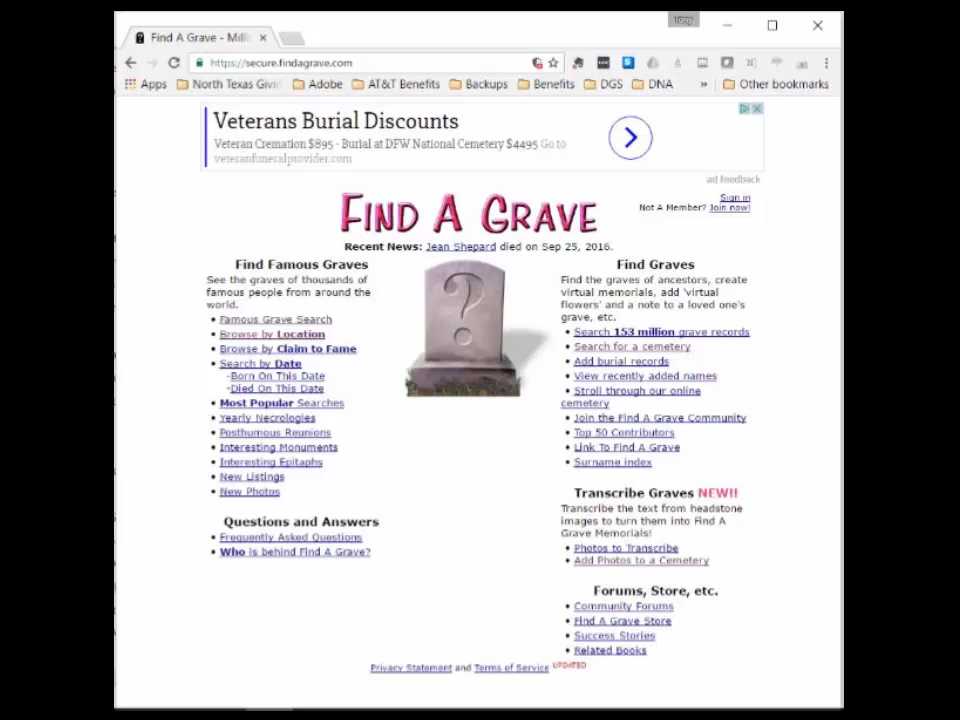 Tony
Find A Grave - Milli
https://secure.findagrave.com
Apps North Texas Givin Adobe AT&T Benefits Backups Benefits DGS DNA » Other bookmarks
Veterans Burial Discounts
Veteran Cremation $895 - Burial at DFW National Cemetery $4495 Go to
veteranfuneralprovider.com
ad feedback
Sign in
Not A Member? Join now!
FIND A GRAVE
Recent News: Jean Shepard died on Sep 25, 2016.
Find Famous Graves
See the graves of thousands of
famous people from around the
world.
• Famous Grave Search
• Browse by Location
• Browse by Claim to Fame
• Search by Date
-Born On This Date
-Died On This Date
• Most Popular Searches
• Yearly Necrologies
• Posthumous Reunions
• Interesting Monuments
• Interesting Epitaphs
• New Listings
• New Photos
Questions and Answers
• Frequently Asked Questions
• Who is behind Find A Grave?
?
Find Graves
Find the graves of ancestors, create
virtual memorials, add 'virtual
flowers' and a note to a loved one's
grave, etc.
• Search 153 million grave records
• Search for a cemetery
• Add burial records
• View recently added names
• Stroll through our online
cemetery
• Join the Find A Grave Community
• Top 50 Contributors
• Link To Find A Grave
• Surname index
Transcribe Graves NEW!!
Transcribe the text from headstone
images to turn them into Find A
Grave Memorials!
• Photos to Transcribe
• Add Photos to a Cemetery
Forums, Store, etc.
• Community Forums
• Find A Grave Store
• Success Stories
• Related Books
Privacy Statement and Terms of Service UPDATED